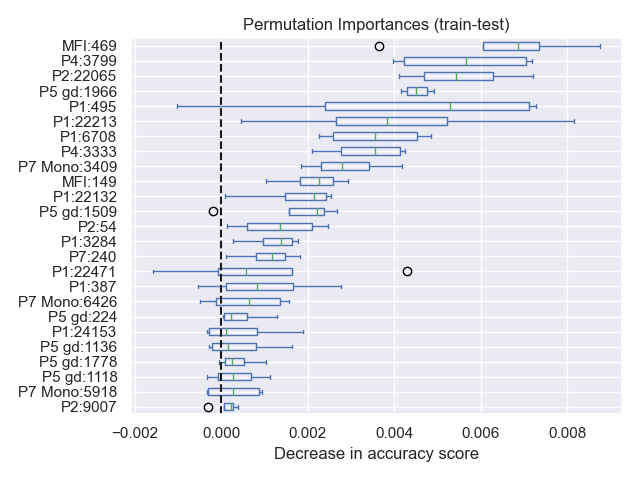 Permutation Importances (train-test)
MFI:469
P4:3799
P2:22065
P5 gd:1966
P1:495
P1:22213
P1:6708
P4:3333
P7 Mono:3409
MFI:149
P1:22132
P5 gd:1509
P2:54
P1:3284
P7:240
P1:22471
P1:387
P7 Mono:6426
P5 gd:224
P1:24153
P5 gd:1136
P5 gd:1778
P5 gd:1118
P7 Mono:5918
P2:9007
−0.002 0.000 0.002 0.004 0.006 0.008
Decrease in accuracy score